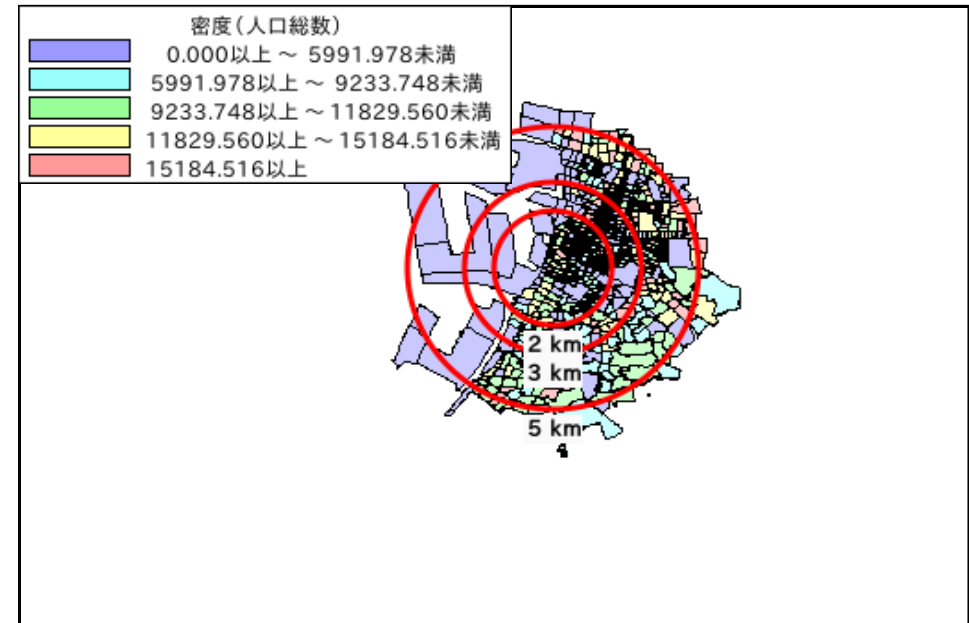 密度(人口総数)
0.000以上 ~ 5991.978未満
5991.978以上 ~ 9233.748未満
9233.748以上 ~ 11829.560未満
11829.560以上 ~ 15184.516未満
15184.516以上
2 km
3 km
5 km